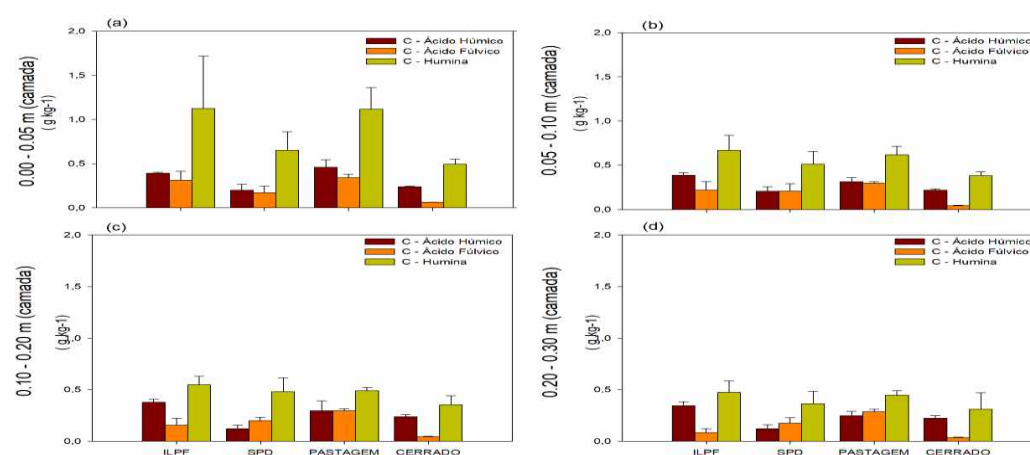 (a)
C - Ácido Húmico
C - Ácido Fúlvico
C - Humina
0.00 - 0.05 m (camada)
( g kg-1)
2,0
1,5
1,0
0,5
0,0
(b)
C - Ácido Húmico
C - Ácido Fúlvico
C - Humina
0.05 - 0.10 m (camada)
( g kg-1)
2,0
1,5
1,0
0,5
0,0
(c)
C - Ácido Húmico
C - Ácido Fúlvico
C - Humina
0.10 - 0.20 m (camada)
( g kg-1)
2,0
1,5
0,5
0,0
ILPF SPD PASTAGEM CERRADO
(d)
C - Ácido Húmico
C - Ácido Fúlvico
C - Humina
0.20 - 0.30 m (camada)
( g kg-1)
2,0
1,5
0,5
0,0
ILPF SPD PASTAGEM CERRADO